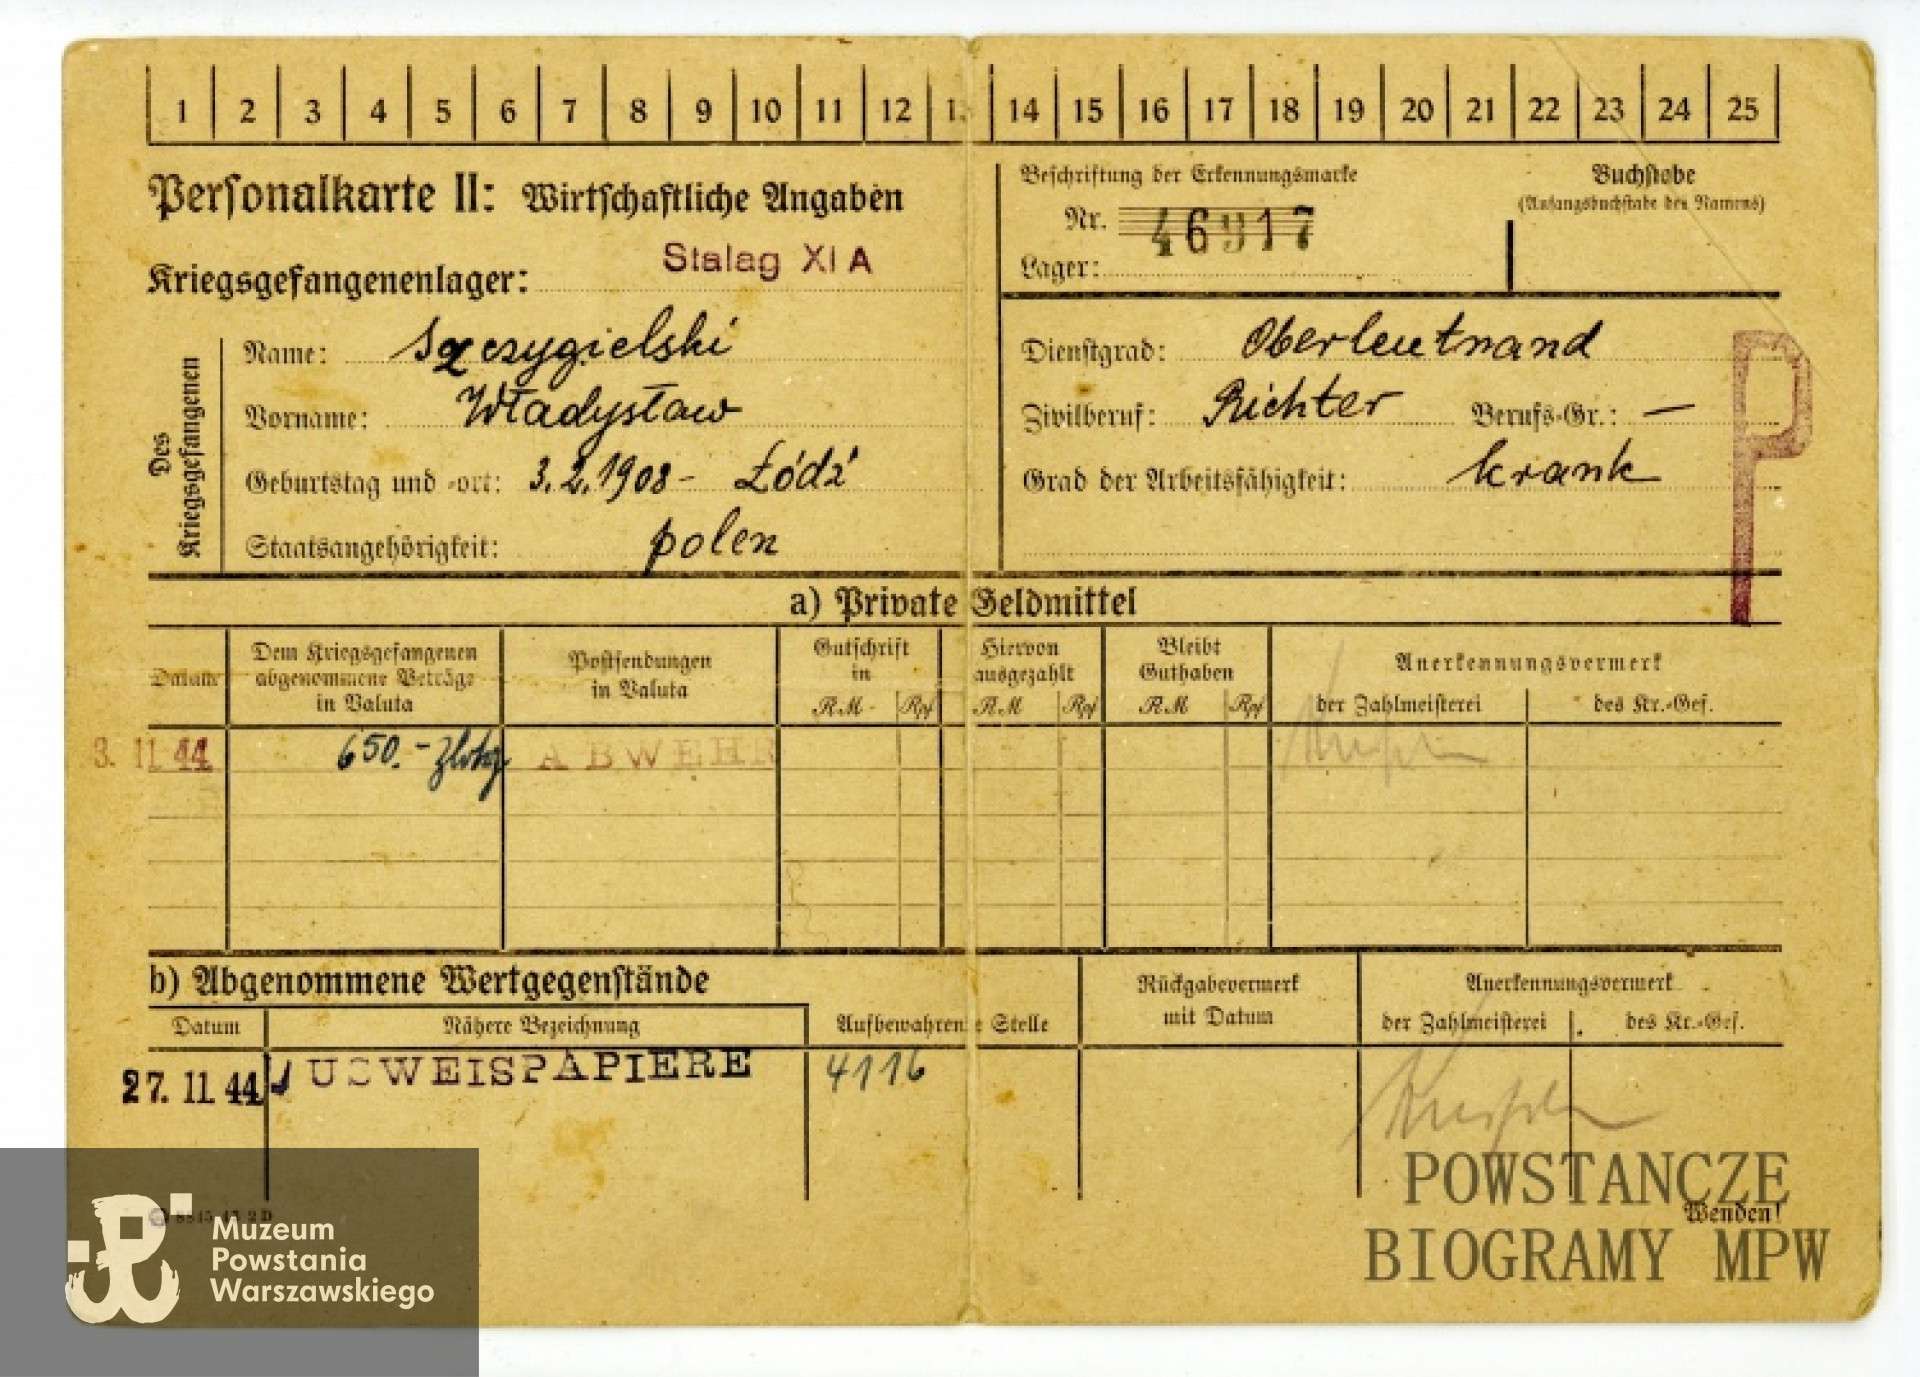 1 2 3 4 5 6 7 8 9 10 11 12 13 14 15 16 17 18 19 20 21 22 23 24 25
Personalkarte II: Wirtschaftliche Angaben
Kriegsgefangenenlager: Stalag XI A
Beschriftung der Erkennungsmarke
Nr. 46917
Lager:
Buchstabe
(Anfangsbuchstabe des Namens)
Des Kriegsgefangenen
Name: Szczygielski
Vorname: Władysław
Geburtstag und -ort: 3.2.1908 - Łódź
Staatsangehörigkeit: polen
Dienstgrad: Oberleutnand
Zivilberuf: Richter Berufs-Gr.: —
Grad der Arbeitsfähigkeit: krank
P
a) Private Geldmittel
Datum
Dem Kriegsgefangenen
abgenommene Beträge
in Valuta
Postsendungen
in Valuta
Gutschrift
in
RM Rpf
Hiervon
ausgezahlt
RM Rpf
Bleibt
Guthaben
RM Rpf
Anerkennungsvermerk
der Zahlmeisterei des Kr.-Gef.
3. 11 44 650.- Zloty ABWEHR
b) Abgenommene Wertgegenstände
Datum Nähere Bezeichnung Aufbewahrende Stelle
Rückgabevermerk
mit Datum
Anerkennungsvermerk
der Zahlmeisterei des Kr.-Gef.
27. 11. 44 AUSWEISPAPIERE 4116
Wenden!
Muzeum
Powstania
Warszawskiego
POWSTAŃCZE
BIOGRAMY MPW